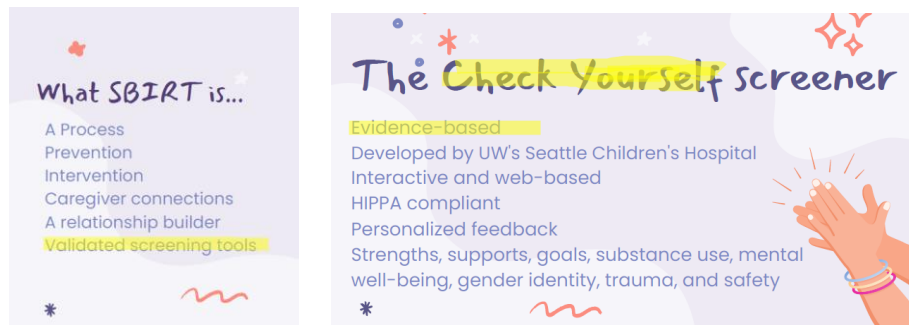 What SBIRT is...
A Process
Prevention
Intervention
Caregiver connections
A relationship builder
Validated screening tools
The Check Yourself screener
Evidence-based
Developed by UW's Seattle Children's Hospital
Interactive and web-based
HIPPA compliant
Personalized feedback
Strengths, supports, goals, substance use, mental
well-being, gender identity, trauma, and safety